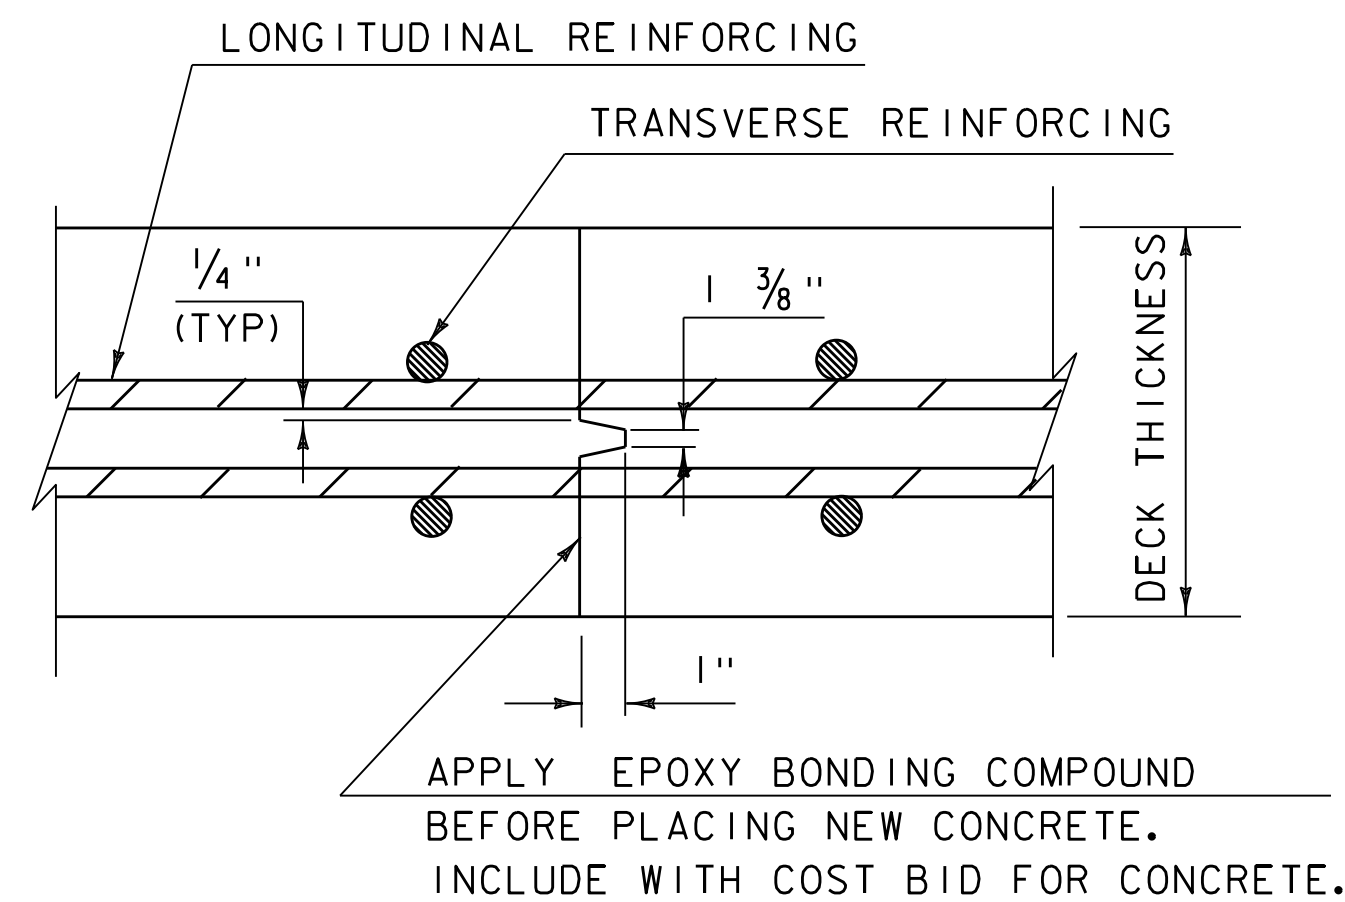 LONGITUDINAL REINFORCING
TRANSVERSE REINFORCING
1/4"
(TYP)
1 3/8"
DECK THICKNESS
1"
APPLY EPOXY BONDING COMPOUND
BEFORE PLACING NEW CONCRETE.
INCLUDE WITH COST BID FOR CONCRETE.